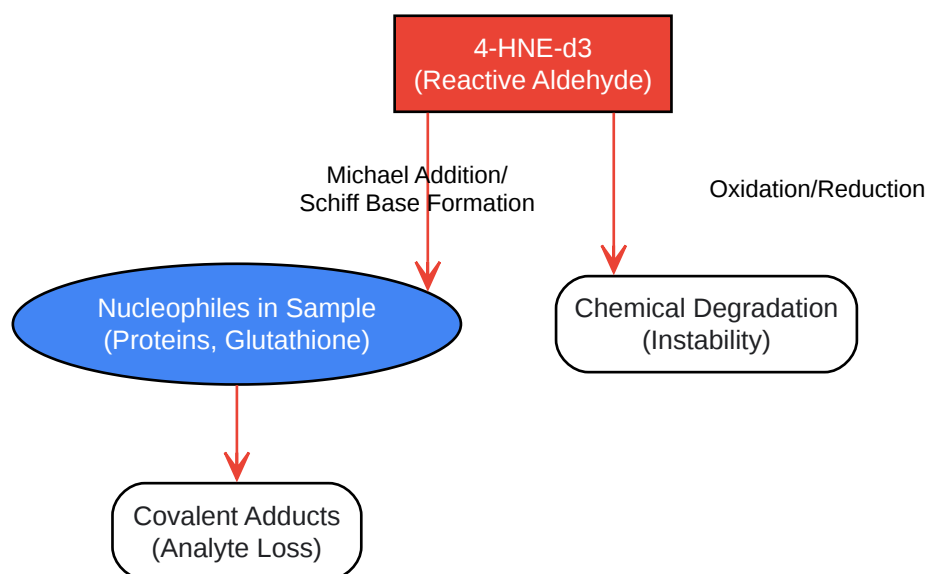 4-HNE-d3
(Reactive Aldehyde)
Michael Addition/
Schiff Base Formation
Oxidation/Reduction
Nucleophiles in Sample
(Proteins, Glutathione)
Chemical Degradation
(Instability)
Covalent Adducts
(Analyte Loss)